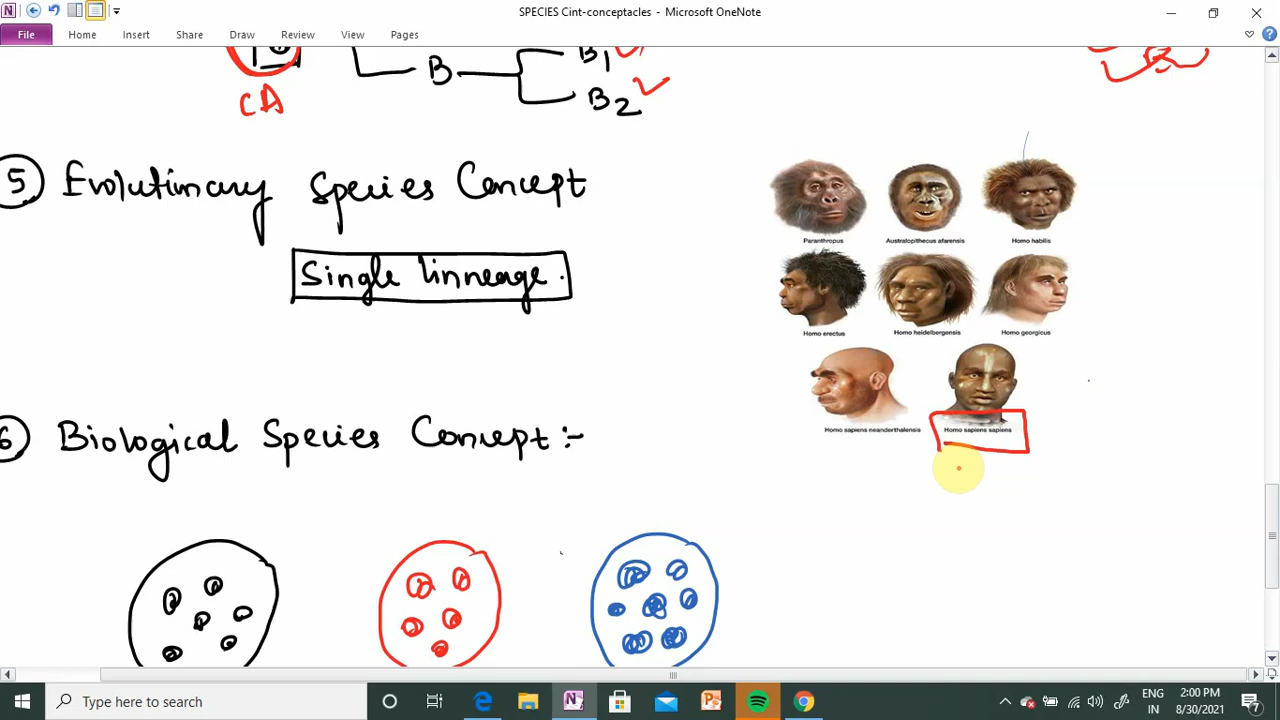 SPECIES Cint-conceptacles - Microsoft OneNote
File Home Insert Share Draw Review View Pages
B B1
B2
CA
5 Evolutimary Species Concept
Single linneage.
Paranthropus Australopithecus afarensis Homo habilis
Homo erectus Homo heidelbergensis Homo georgicus
Homo sapiens neanderthalensis Homo sapiens sapiens
6 Biological Species Concept :-
Type here to search
ENG
IN
2:00 PM
8/30/2021
7